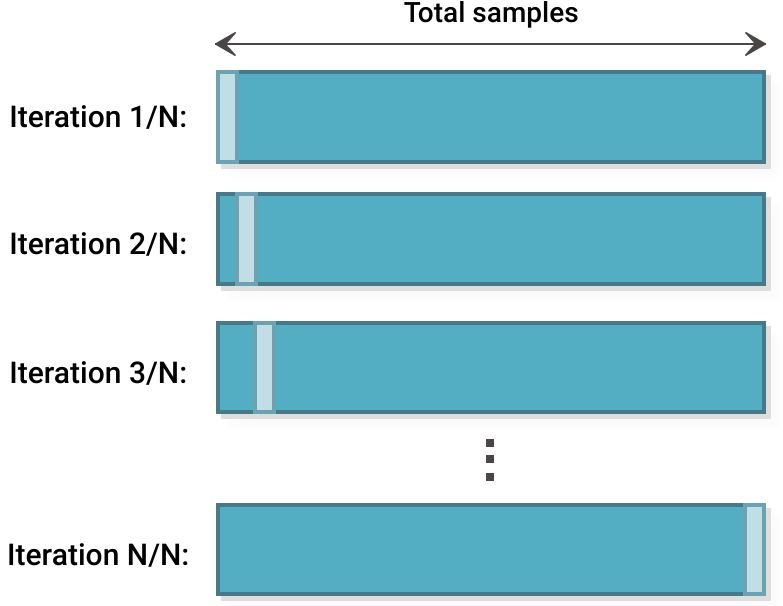 Total samples
Iteration 1/N:
Iteration 2/N:
Iteration 3/N:
Iteration N/N: